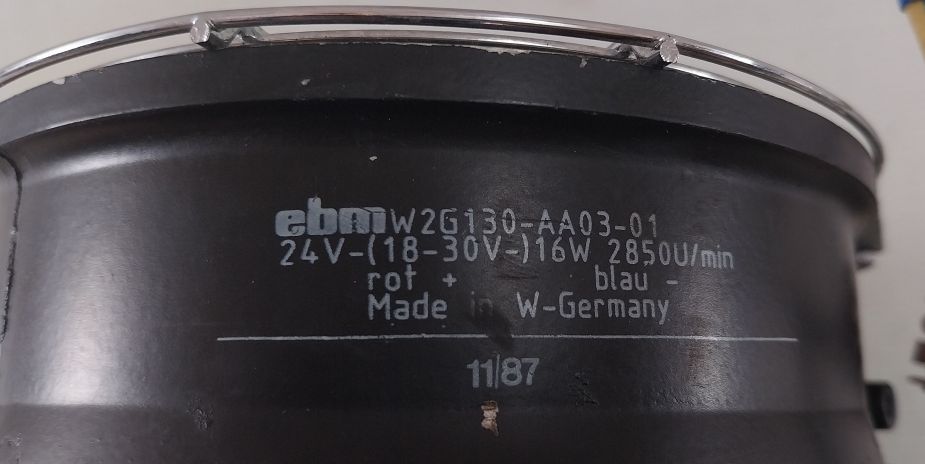 ebm W2G130-AA03-01
24V-(18-30V-)16W 2850U/min
rot + blau -
Made in W-Germany
11/87